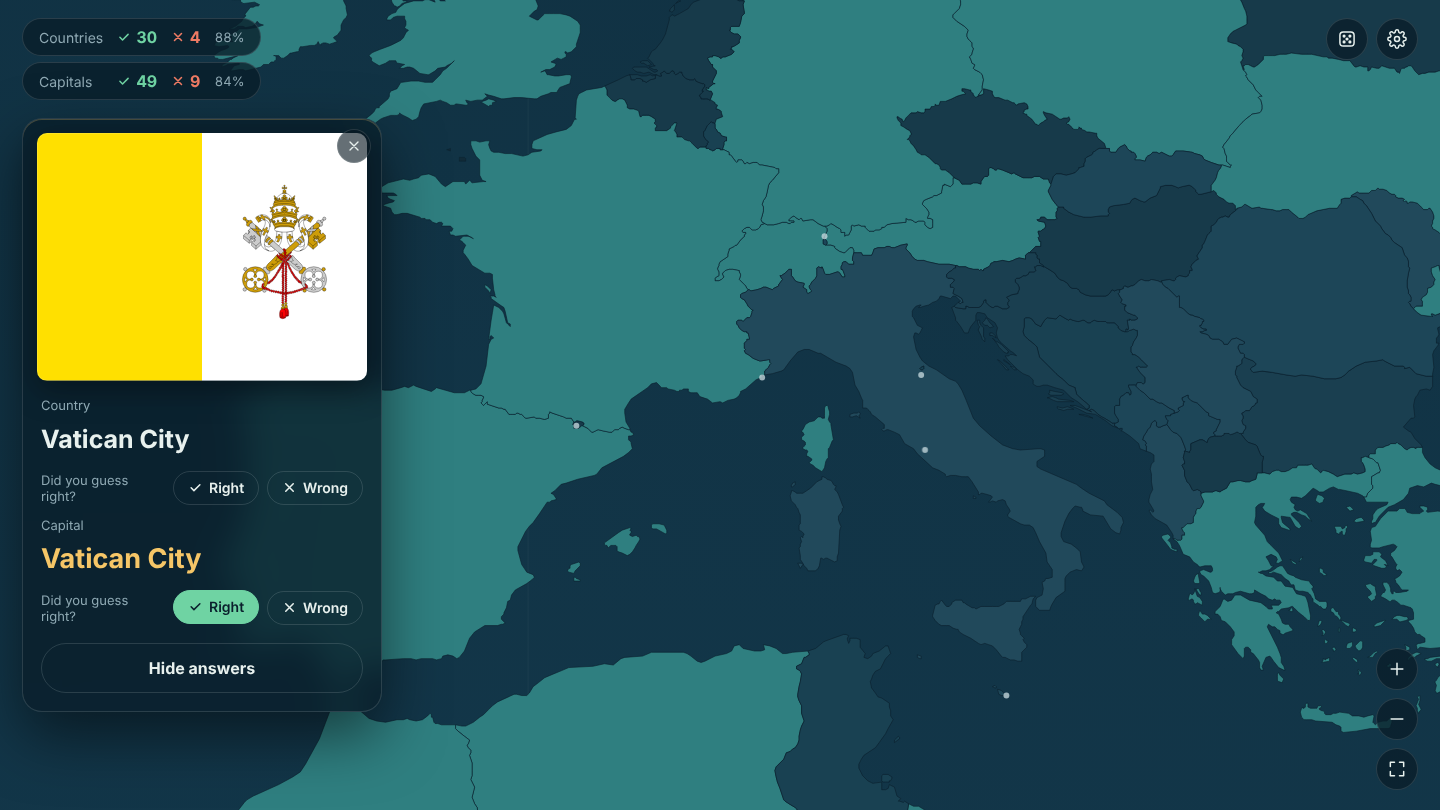 Countries 30 4 88%
Capitals 49 9 84%
Country
Vatican City
Did you guess
right?
Right
Wrong
Capital
Vatican City
Did you guess
right?
Right
Wrong
Hide answers